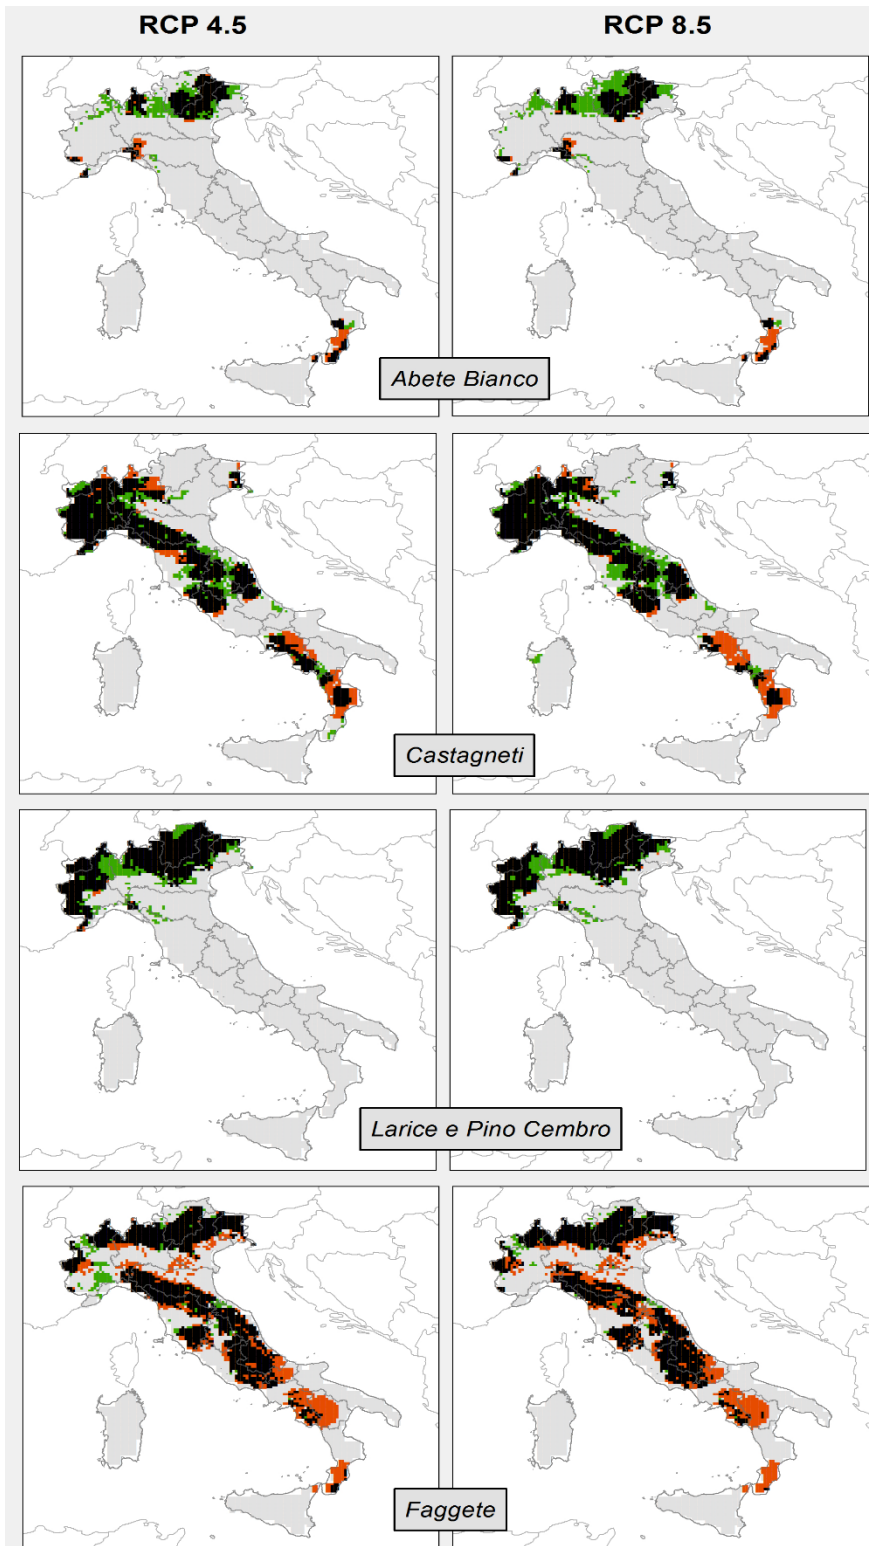 RCP 4.5
RCP 8.5
Abete Bianco
Castagneti
Larice e Pino Cembro
Faggete